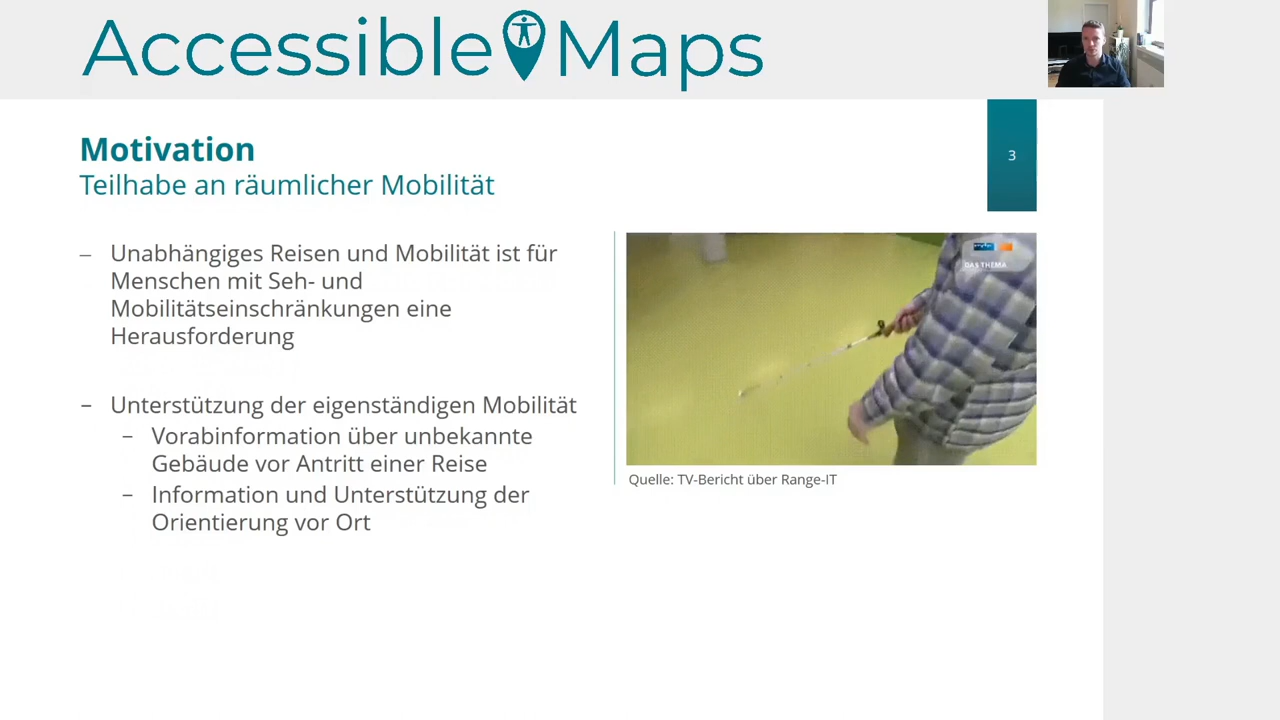 Accessible Maps
Motivation
3
Teilhabe an räumlicher Mobilität
– Unabhängiges Reisen und Mobilität ist für
Menschen mit Seh- und
Mobilitätseinschränkungen eine
Herausforderung
– Unterstützung der eigenständigen Mobilität
– Vorabinformation über unbekannte
Gebäude vor Antritt einer Reise
– Information und Unterstützung der
Orientierung vor Ort
DAS THEMA
Quelle: TV-Bericht über Range-IT